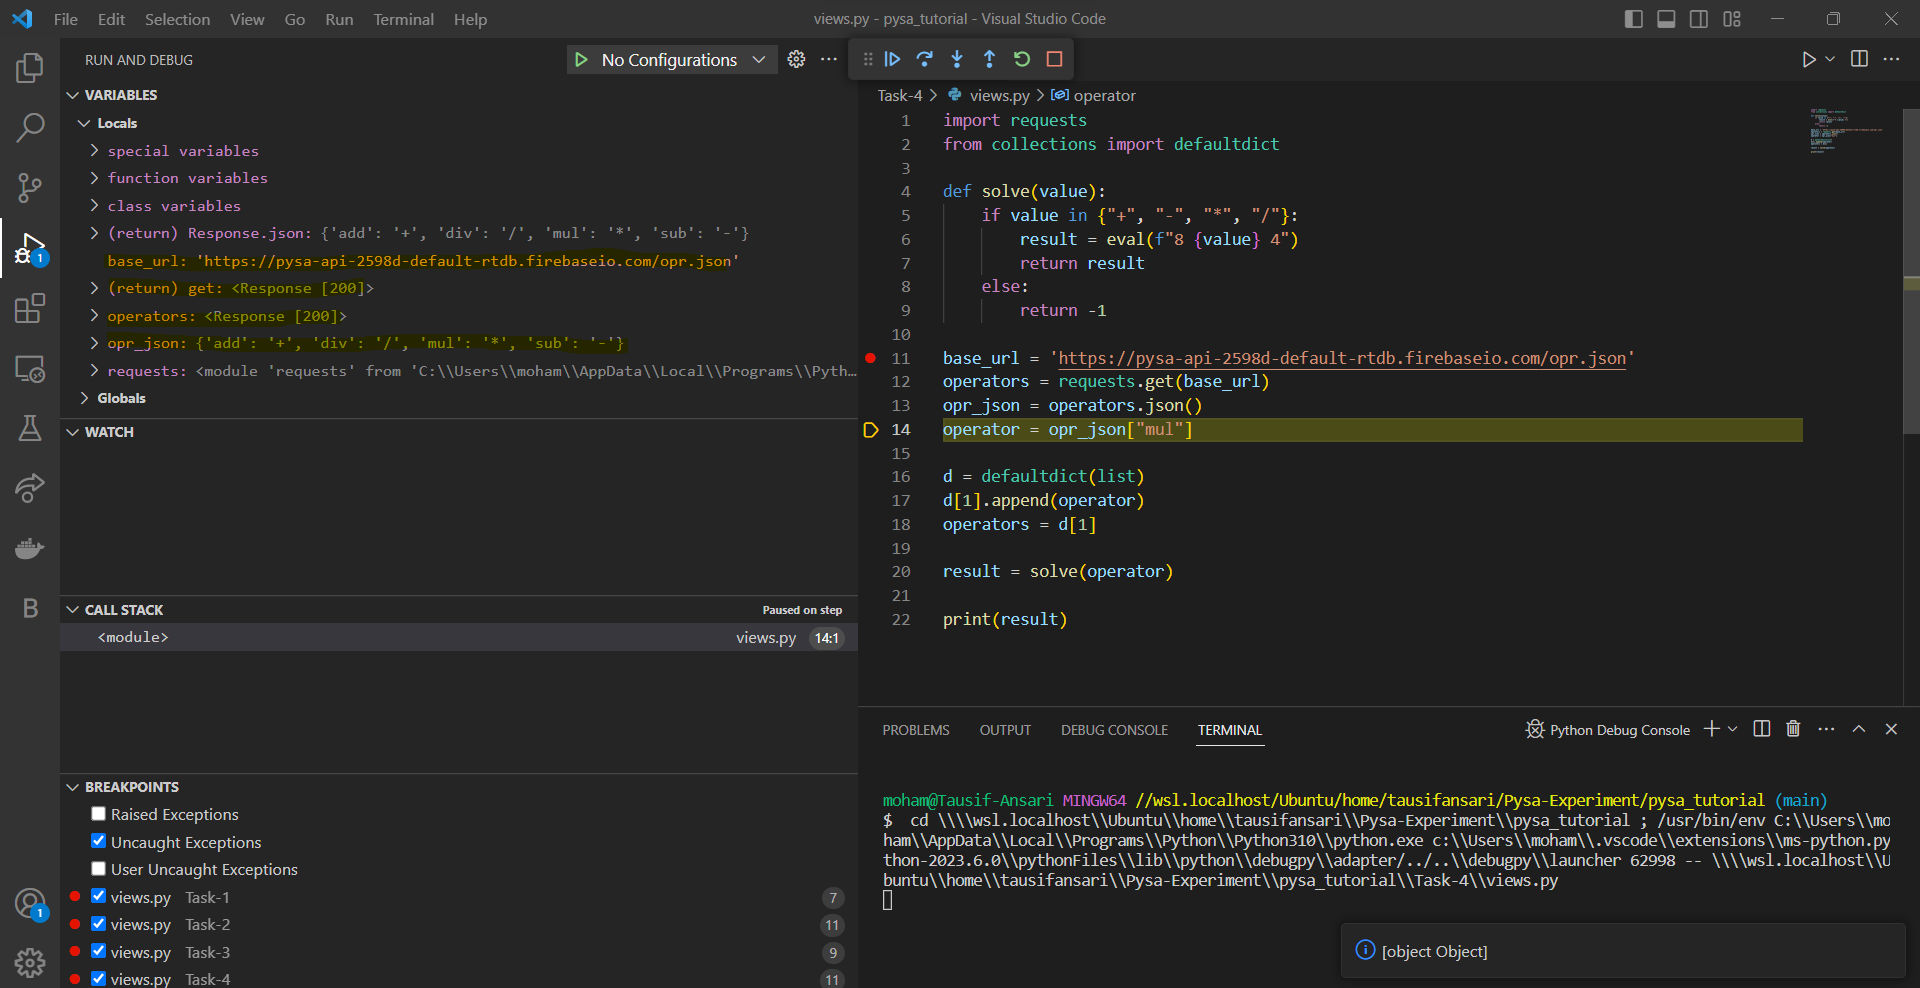 File Edit Selection View Go Run Terminal Help
views.py - pysa_tutorial - Visual Studio Code
RUN AND DEBUG
No Configurations
VARIABLES
Locals
special variables
function variables
class variables
(return) Response.json: {'add': '+', 'div': '/', 'mul': '*', 'sub': '-'}
base_url: 'https://pysa-api-2598d-default-rtdb.firebaseio.com/opr.json'
(return) get: <Response [200]>
operators: <Response [200]>
opr_json: {'add': '+', 'div': '/', 'mul': '*', 'sub': '-'}
requests: <module 'requests' from 'C:\\Users\\moham\\AppData\\Local\\Programs\\Pyth…
Globals
WATCH
CALL STACK Paused on step
<module> views.py 14:1
BREAKPOINTS
Raised Exceptions
Uncaught Exceptions
User Uncaught Exceptions
views.py Task-1 7
views.py Task-2 11
views.py Task-3 9
views.py Task-4 11
1
B
1
Task-4 > views.py > operator
1 import requests
2 from collections import defaultdict
3
4 def solve(value):
5 if value in {"+", "-", "*", "/"}:
6 result = eval(f"8 {value} 4")
7 return result
8 else:
9 return -1
10
11 base_url = 'https://pysa-api-2598d-default-rtdb.firebaseio.com/opr.json'
12 operators = requests.get(base_url)
13 opr_json = operators.json()
14 operator = opr_json["mul"]
15
16 d = defaultdict(list)
17 d[1].append(operator)
18 operators = d[1]
19
20 result = solve(operator)
21
22 print(result)
PROBLEMS OUTPUT DEBUG CONSOLE TERMINAL
Python Debug Console
moham@Tausif-Ansari MINGW64 //wsl.localhost/Ubuntu/home/tausifansari/Pysa-Experiment/pysa_tutorial (main)
$ cd \\\\wsl.localhost\\Ubuntu\\home\\tausifansari\\Pysa-Experiment\\pysa_tutorial ; /usr/bin/env C:\\Users\\mo
ham\\AppData\\Local\\Programs\\Python\\Python310\\python.exe c:\\Users\\moham\\.vscode\\extensions\\ms-python.py
thon-2023.6.0\\pythonFiles\\lib\\python\\debugpy\\adapter/../..\\debugpy\\launcher 62998 -- \\\\wsl.localhost\\U
buntu\\home\\tausifansari\\Pysa-Experiment\\pysa_tutorial\\Task-4\\views.py
[object Object]